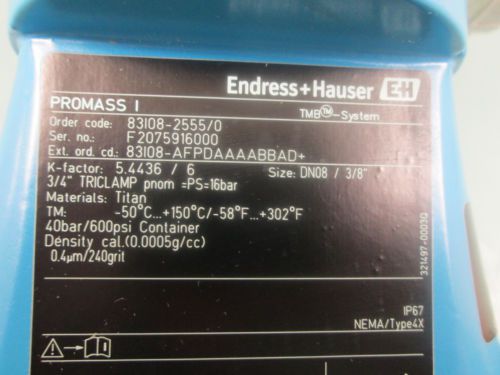 Endress+Hauser EH
PROMASS I
TMB™-System
Order code: 83I08-2555/0
Ser. no.: F2075916000
Ext. ord. cd.: 83I08-AFPDAAAABBAD+
K-factor: 5.4436 / 6 Size: DN08 / 3/8"
3/4" TRICLAMP pnom =PS=16bar
Materials: Titan
TM: -50°C...+150°C/-58°F...+302°F
40bar/600psi Container
Density cal.(0.0005g/cc)
0.4µm/240grit
321497-0003Q
IP67
NEMA/Type4X